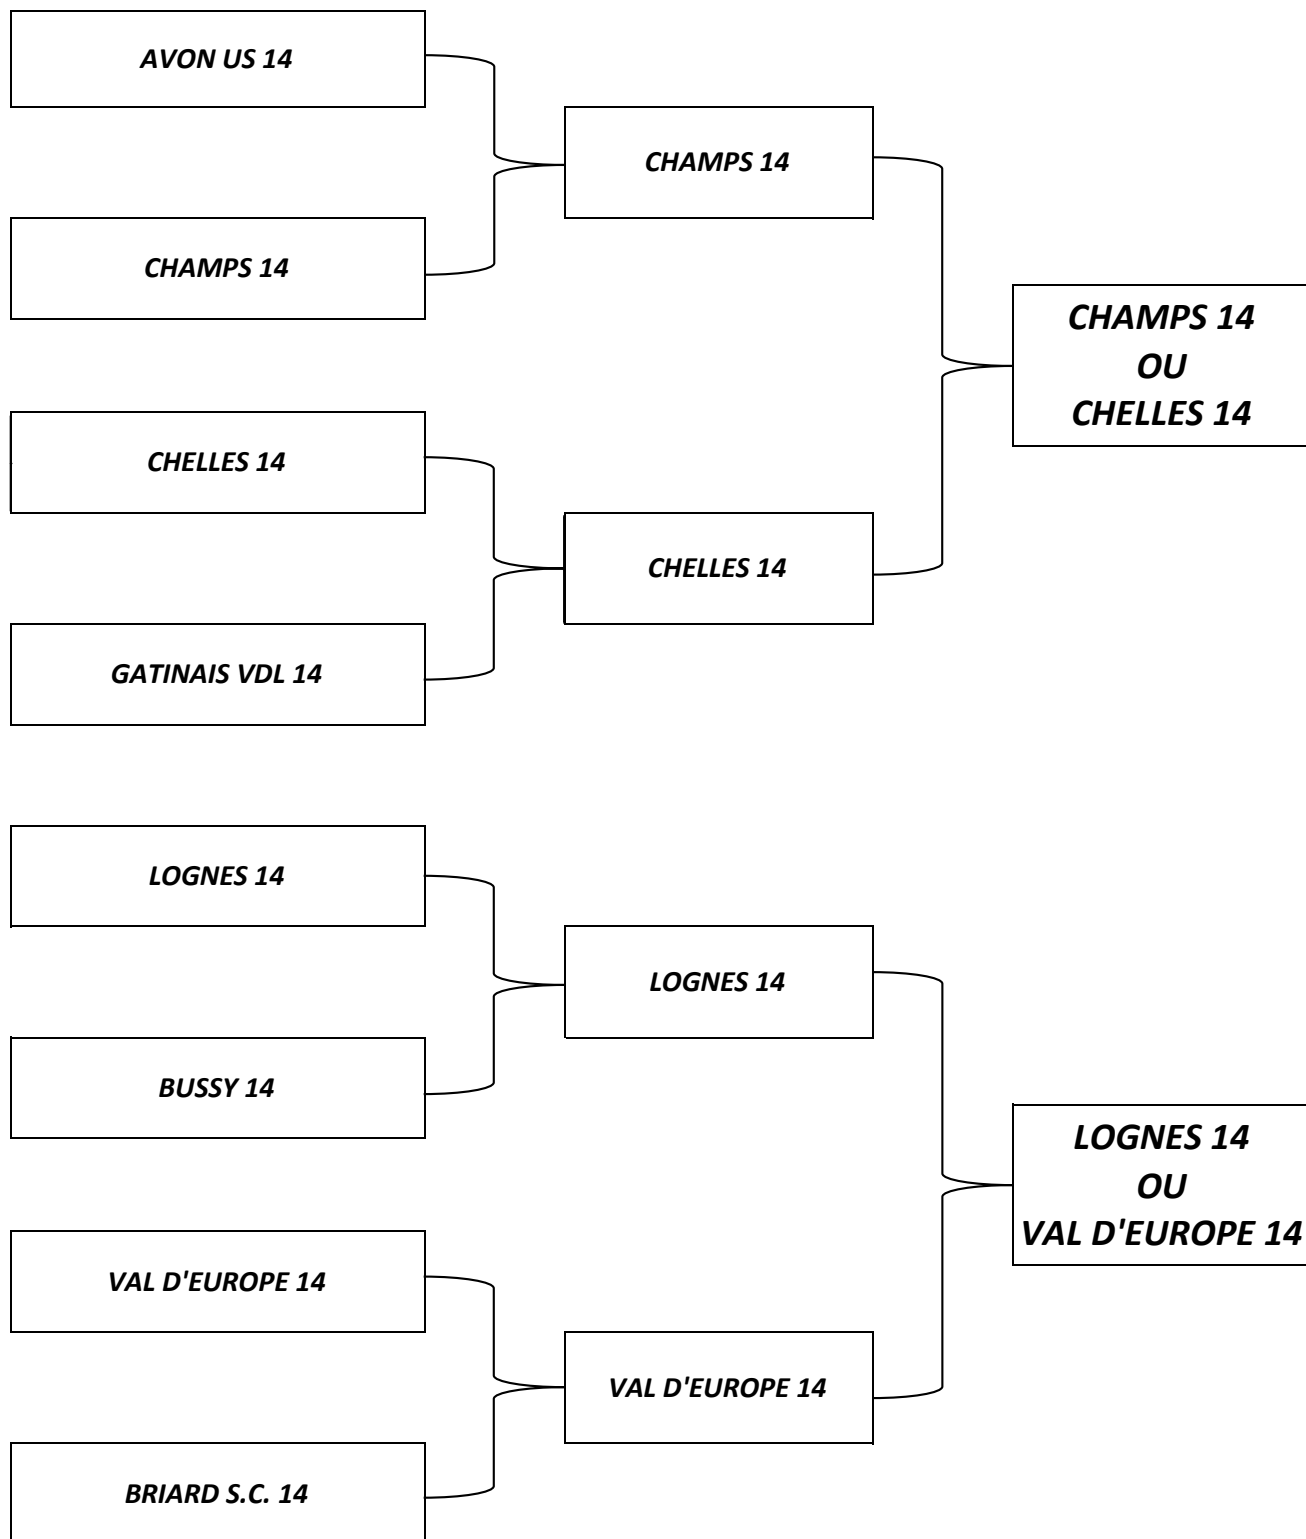 AVON US 14
CHAMPS 14
CHELLES 14
GATINAIS VDL 14
LOGNES 14
BUSSY 14
VAL D'EUROPE 14
BRIARD S.C. 14
CHAMPS 14
CHELLES 14
LOGNES 14
VAL D'EUROPE 14
CHAMPS 14
OU
CHELLES 14
LOGNES 14
OU
VAL D'EUROPE 14